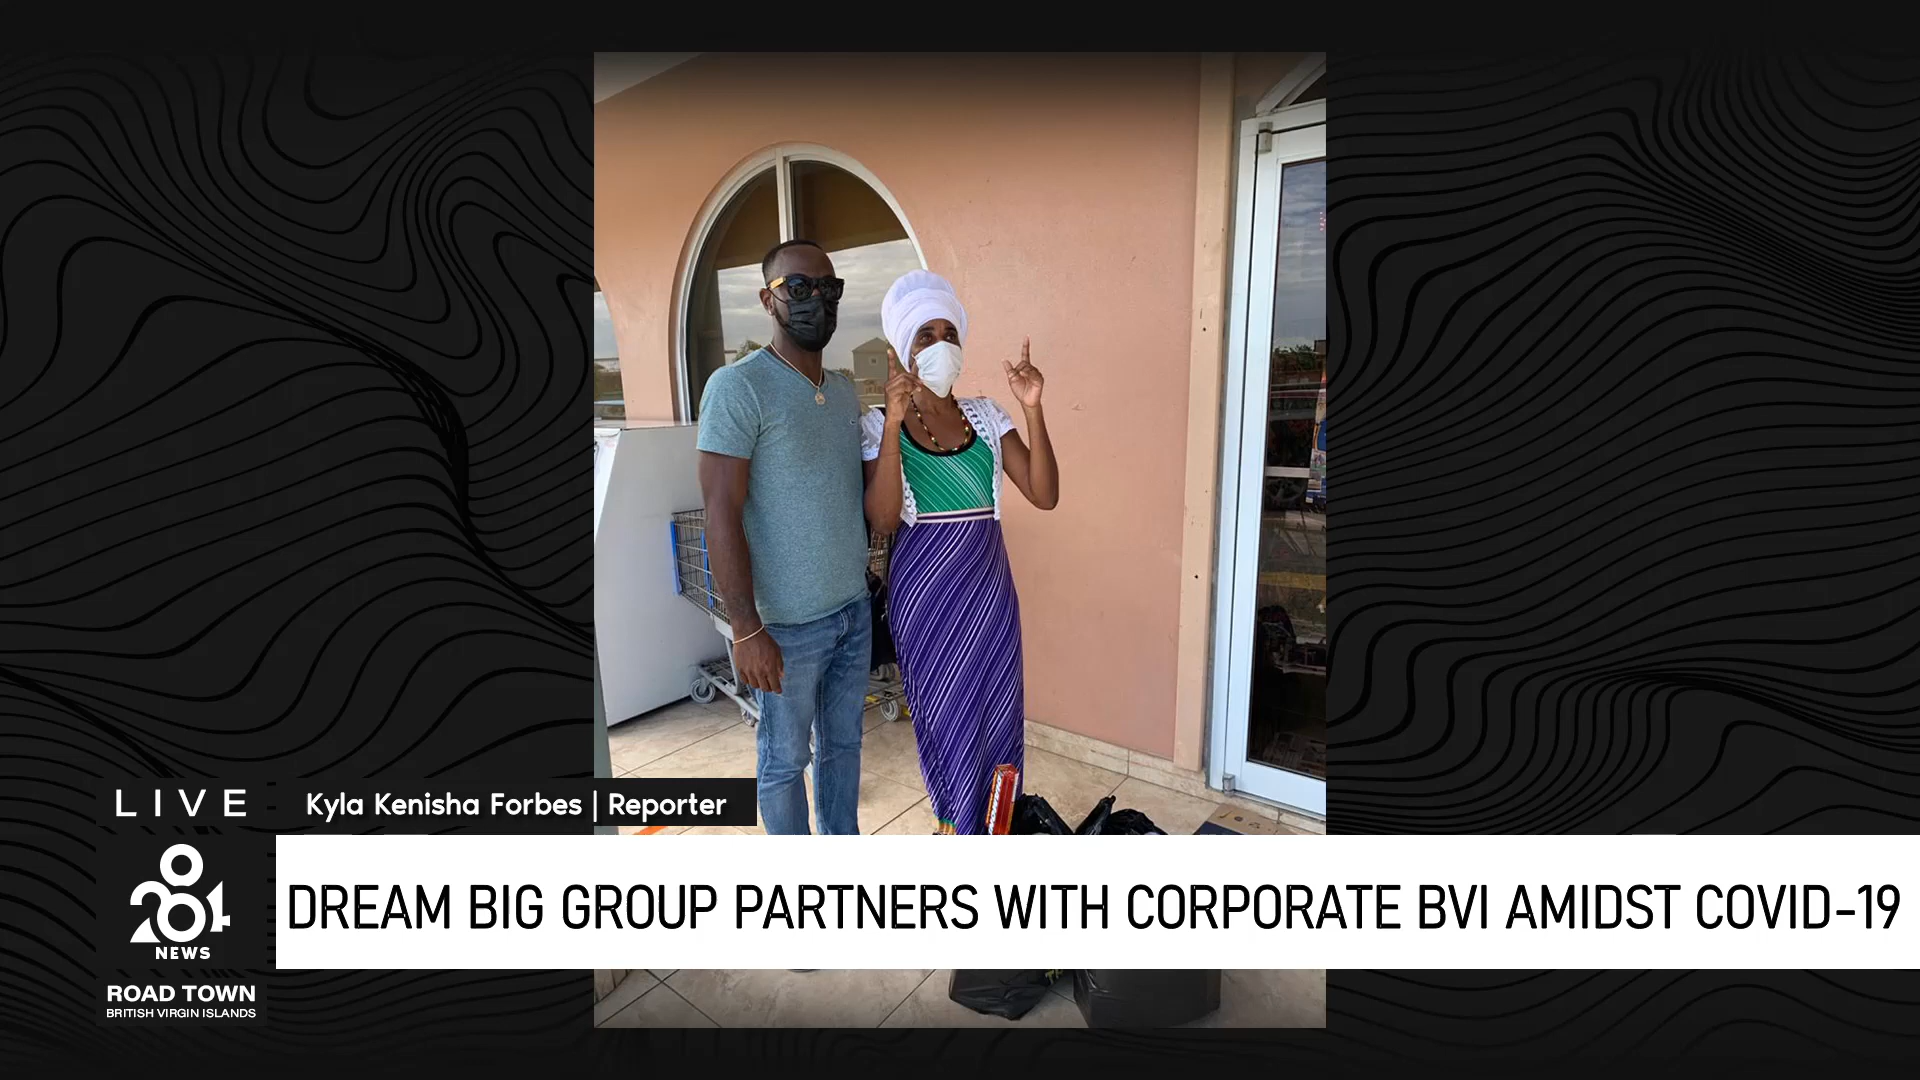 LIVE
Kyla Kenisha Forbes | Reporter
284
NEWS
DREAM BIG GROUP PARTNERS WITH CORPORATE BVI AMIDST COVID-19
ROAD TOWN
BRITISH VIRGIN ISLANDS